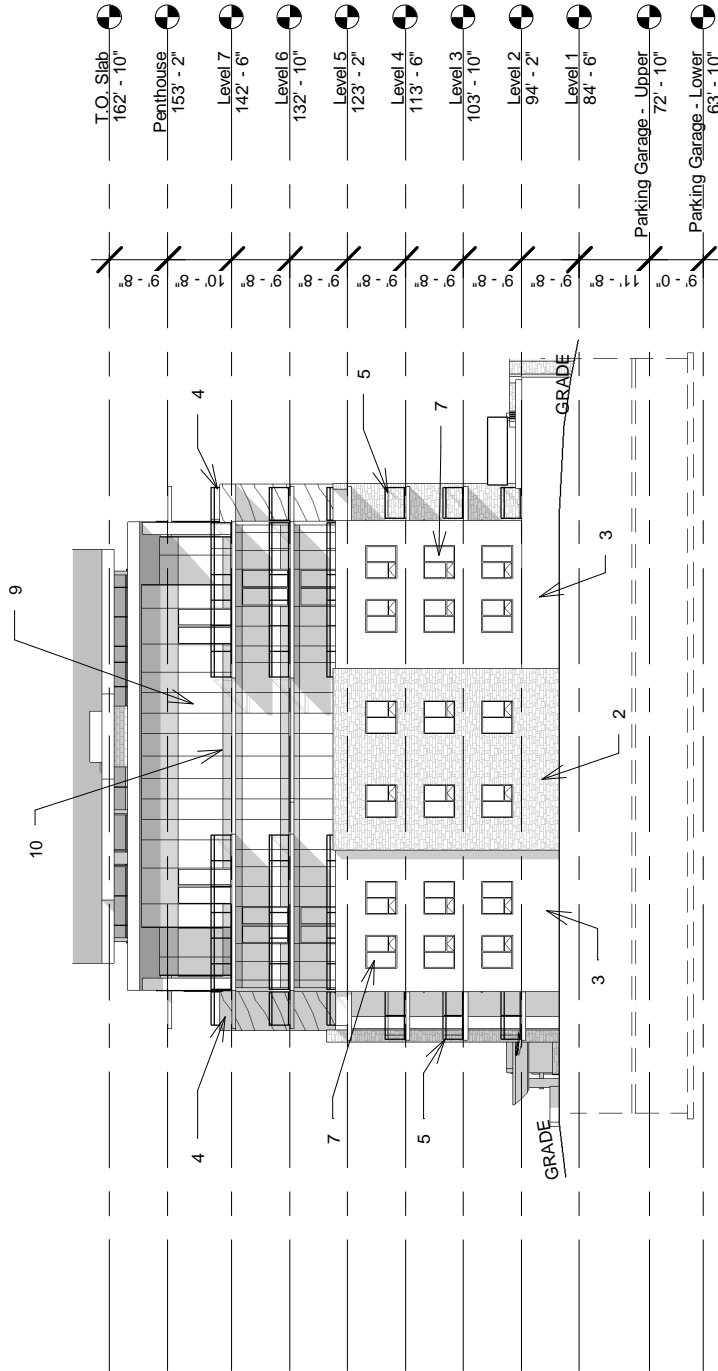 T.O. Slab
162' - 10"
Penthouse
153' - 2"
Level 7
142' - 6"
Level 6
132' - 10"
Level 5
123' - 2"
Level 4
113' - 6"
Level 3
103' - 10"
Level 2
94' - 2"
Level 1
84' - 6"
Parking Garage - Upper
72' - 10"
Parking Garage - Lower
63' - 10"
9' - 8"
10' - 8"
9' - 8"
9' - 8"
9' - 8"
9' - 8"
9' - 8"
9' - 8"
11' - 8"
9' - 0"
4
5
7
GRADE
3
9
2
10
3
4
7
5
GRADE